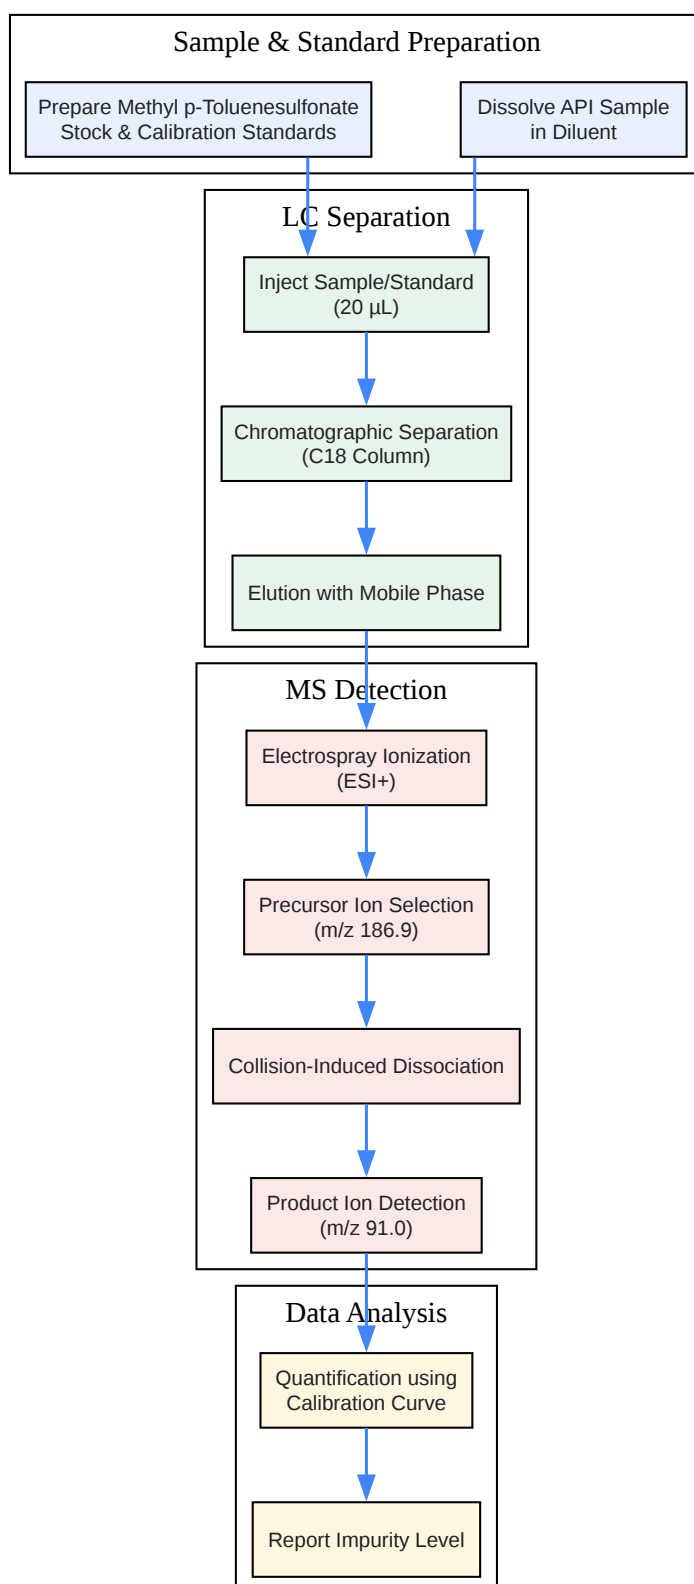 Sample & Standard Preparation
Prepare Methyl p-Toluenesulfonate
Stock & Calibration Standards
Dissolve API Sample
in Diluent
LC Separation
Inject Sample/Standard
(20 µL)
Chromatographic Separation
(C18 Column)
Elution with Mobile Phase
MS Detection
Electrospray Ionization
(ESI+)
Precursor Ion Selection
(m/z 186.9)
Collision-Induced Dissociation
Product Ion Detection
(m/z 91.0)
Data Analysis
Quantification using
Calibration Curve
Report Impurity Level